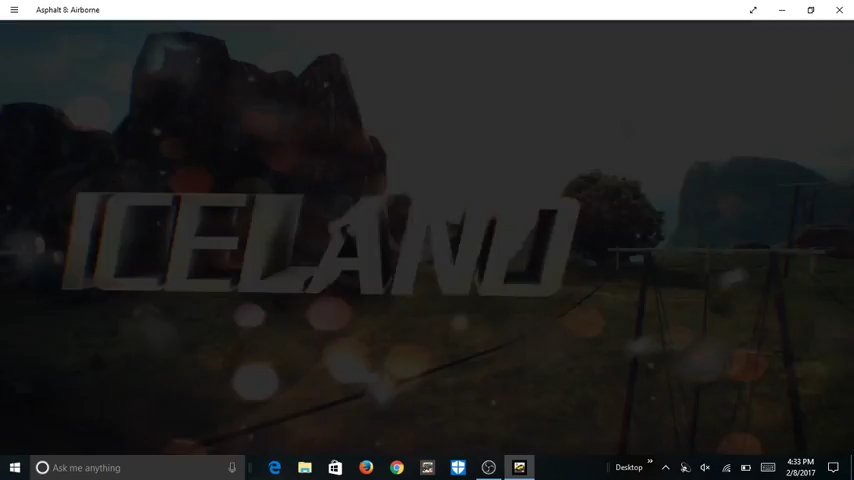 Asphalt 8: Airborne
ICELAND
Ask me anything
Desktop
4:33 PM
2/8/2017